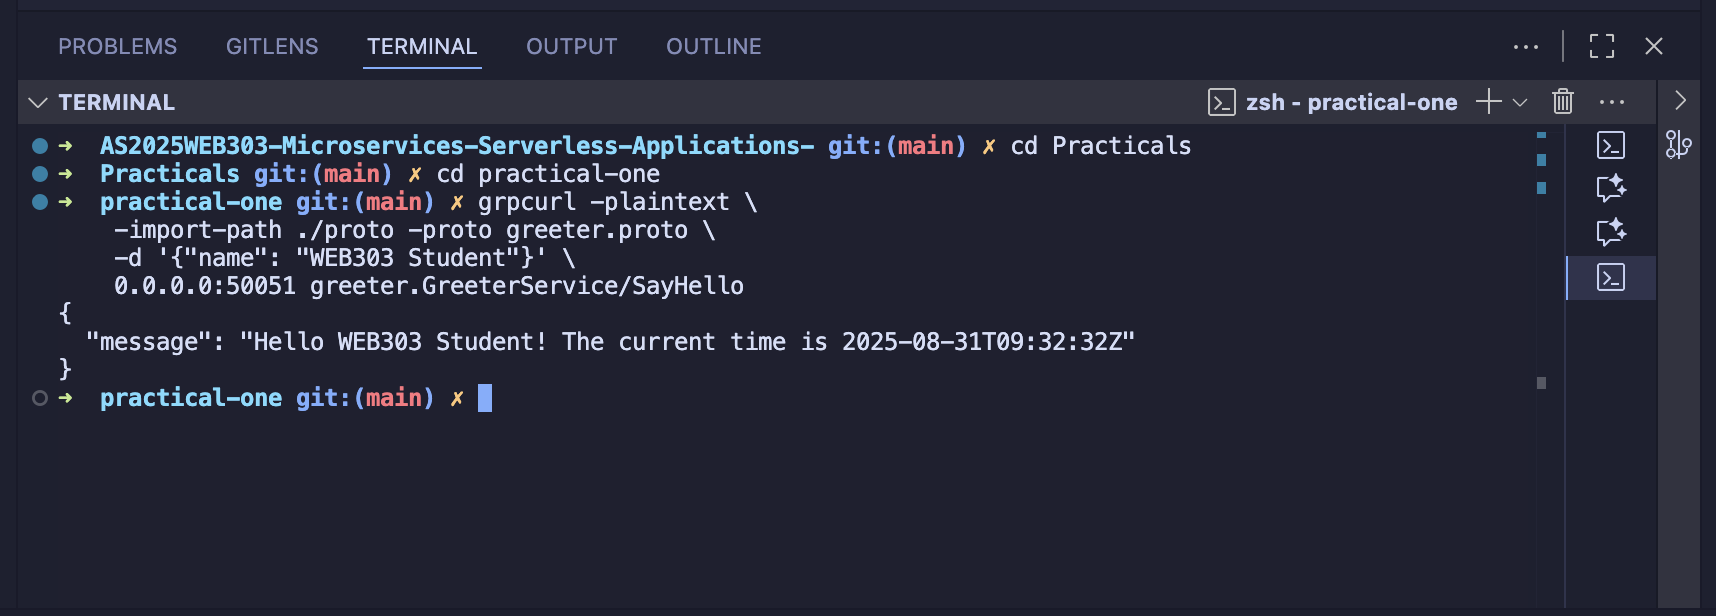 PROBLEMS GITLENS TERMINAL OUTPUT OUTLINE
TERMINAL zsh - practical-one
➜ AS2025WEB303-Microservices-Serverless-Applications- git:(main) ✗ cd Practicals
➜ Practicals git:(main) ✗ cd practical-one
➜ practical-one git:(main) ✗ grpcurl -plaintext \
-import-path ./proto -proto greeter.proto \
-d '{"name": "WEB303 Student"}' \
0.0.0.0:50051 greeter.GreeterService/SayHello
{
"message": "Hello WEB303 Student! The current time is 2025-08-31T09:32:32Z"
}
➜ practical-one git:(main) ✗